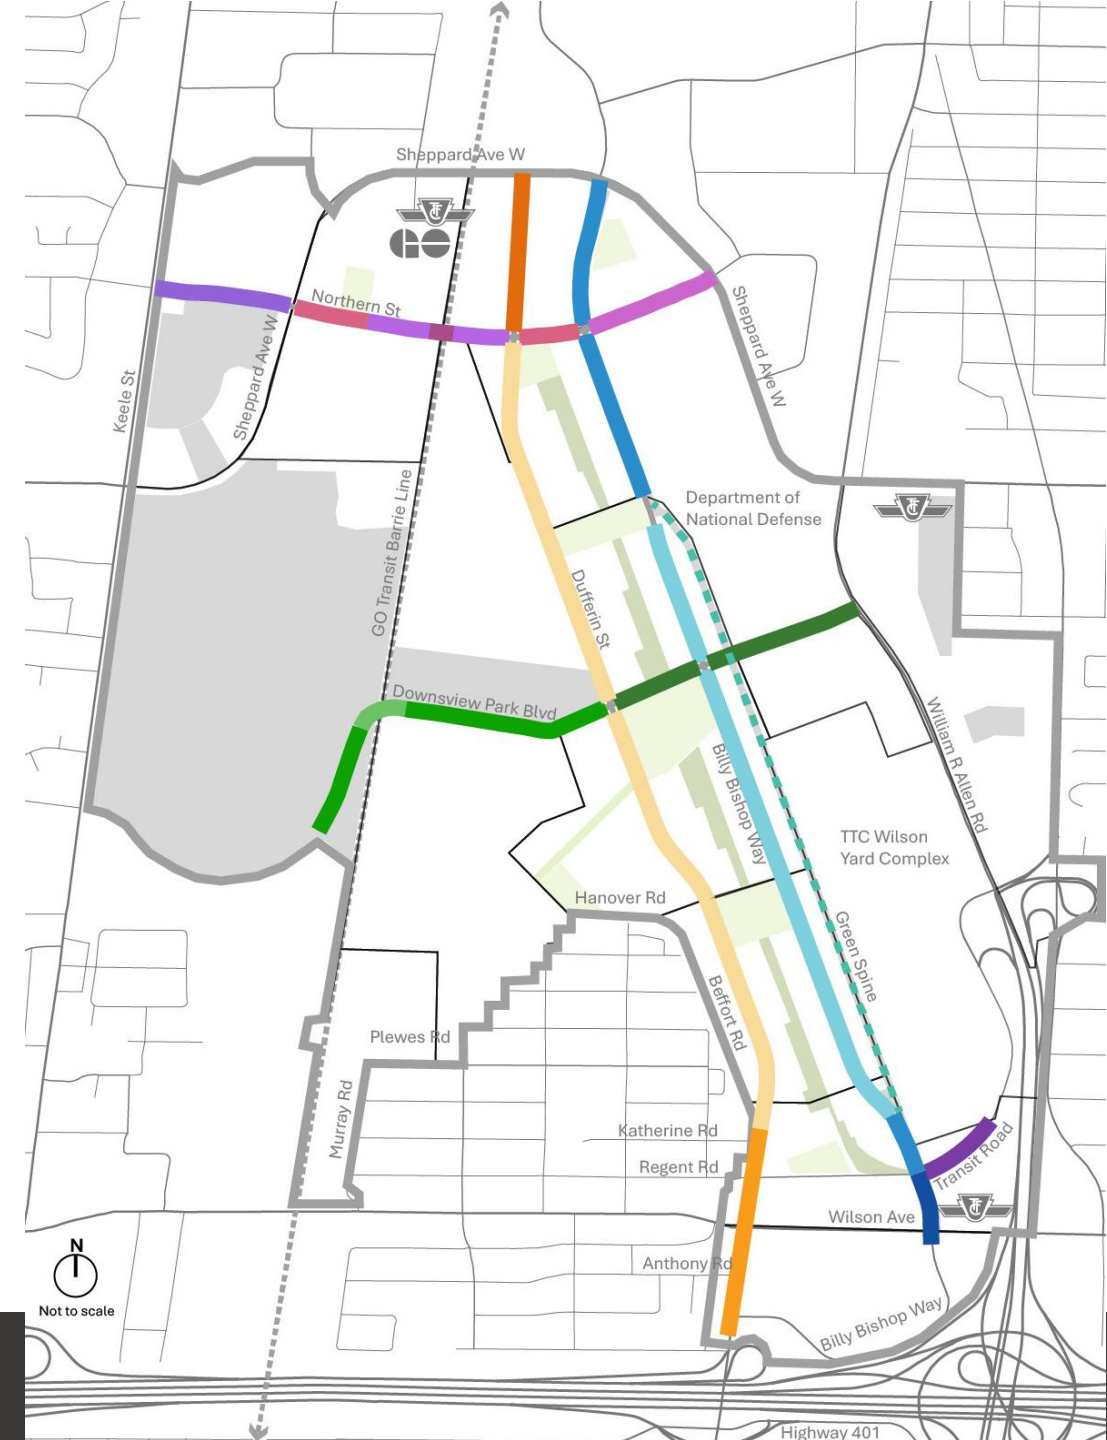 Sheppard Ave W
GO
Northern St
Sheppard Ave W
Sheppard Ave W
Keele St
GO Transit Barrie Line
Department of
National Defense
Dufferin St
Downsview Park Blvd
William R Allen Rd
Billy Bishop Way
TTC Wilson
Yard Complex
Hanover Rd
Green Spine
Beffort Rd
Plewes Rd
Murray Rd
Katherine Rd
Regent Rd
Transit Road
Wilson Ave
N
Not to scale
Anthony Rd
Billy Bishop Way
Highway 401